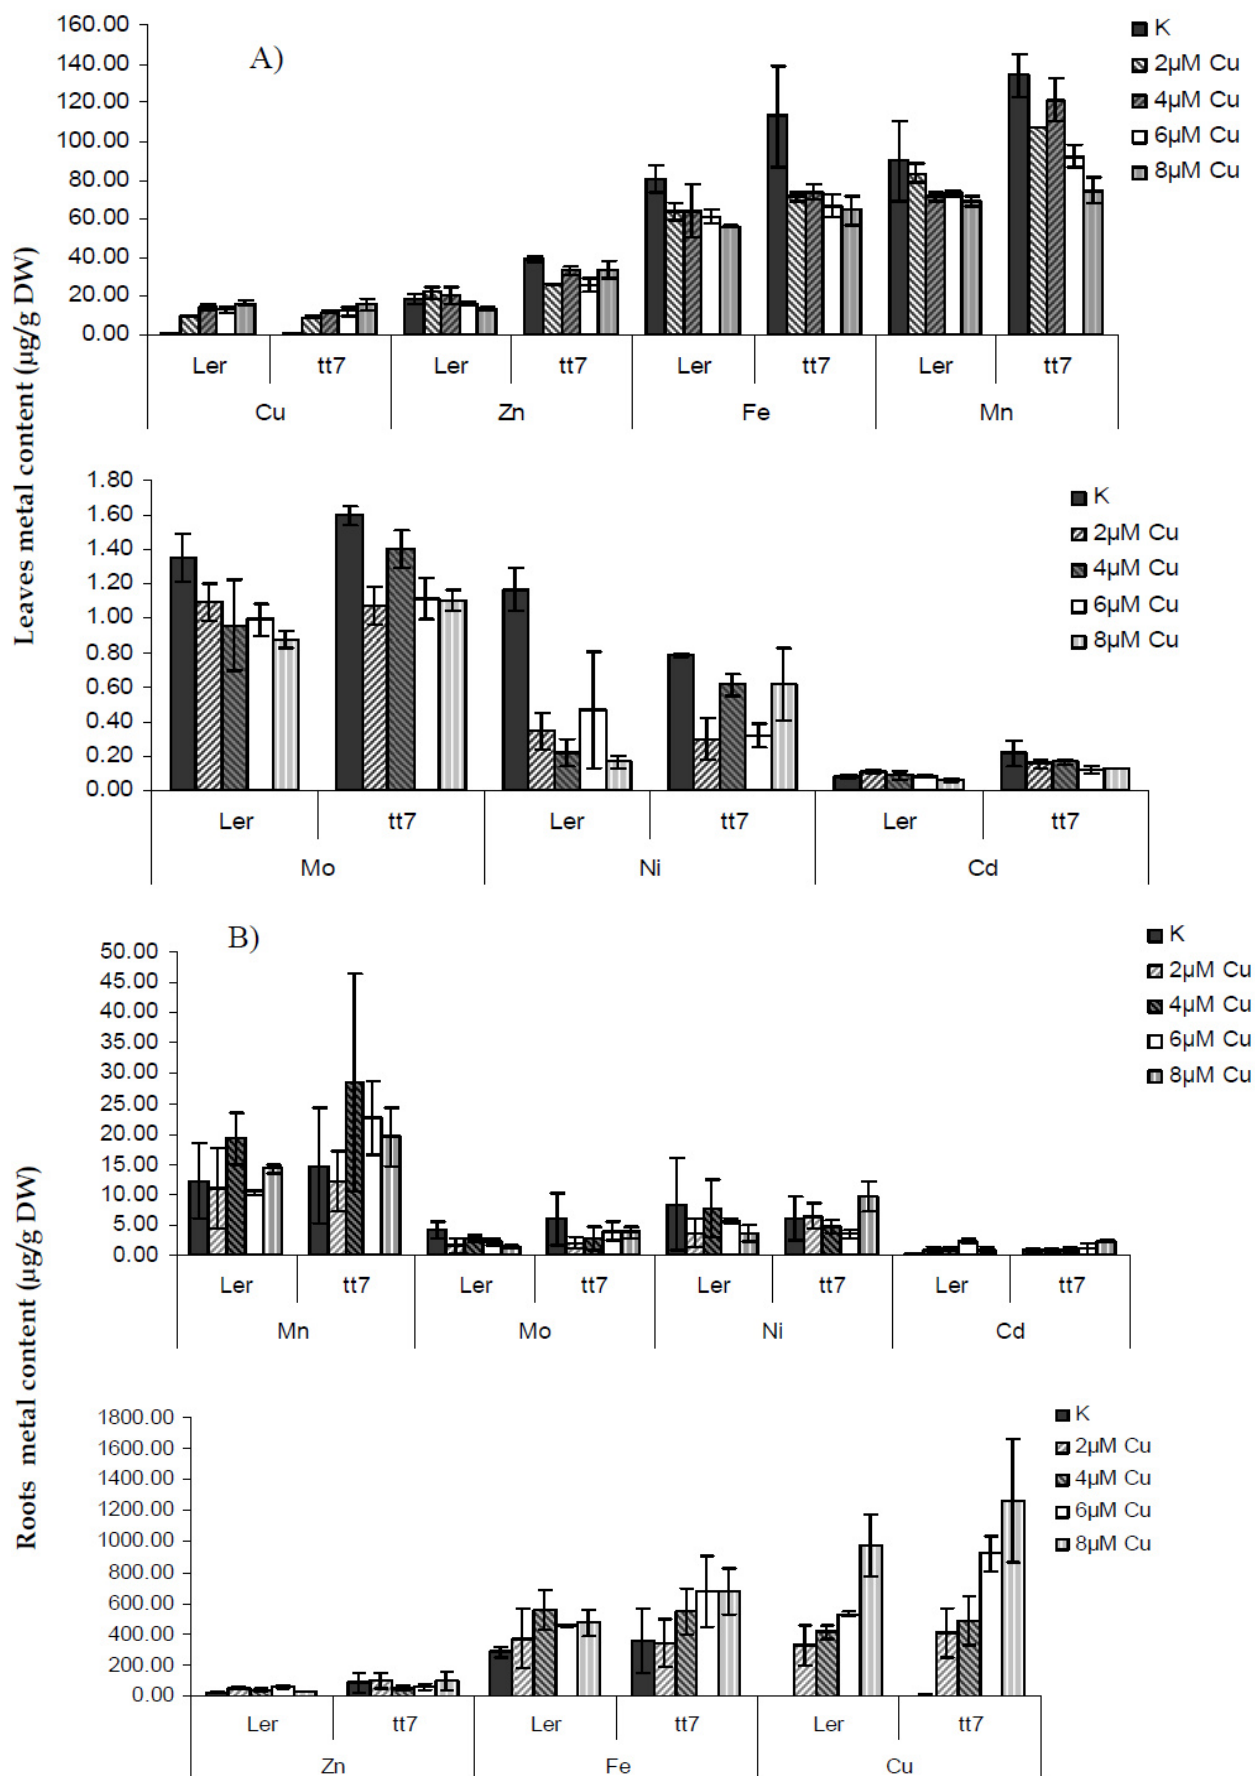 A)
Leaves metal content (µg/g DW)
160.00
140.00
120.00
100.00
80.00
60.00
40.00
20.00
0.00
K
2µM Cu
4µM Cu
6µM Cu
8µM Cu
Ler tt7 Ler tt7 Ler tt7 Ler tt7
Cu Zn Fe Mn
1.80
1.60
1.40
1.20
1.00
0.80
0.60
0.40
0.20
0.00
K
2µM Cu
4µM Cu
6µM Cu
8µM Cu
Ler tt7 Ler tt7 Ler tt7
Mo Ni Cd
B)
Roots metal content (µg/g DW)
50.00
45.00
40.00
35.00
30.00
25.00
20.00
15.00
10.00
5.00
0.00
K
2µM Cu
4µM Cu
6µM Cu
8µM Cu
Ler tt7 Ler tt7 Ler tt7 Ler tt7
Mn Mo Ni Cd
1800.00
1600.00
1400.00
1200.00
1000.00
800.00
600.00
400.00
200.00
0.00
K
2µM Cu
4µM Cu
6µM Cu
8µM Cu
Ler tt7 Ler tt7 Ler tt7
Zn Fe Cu